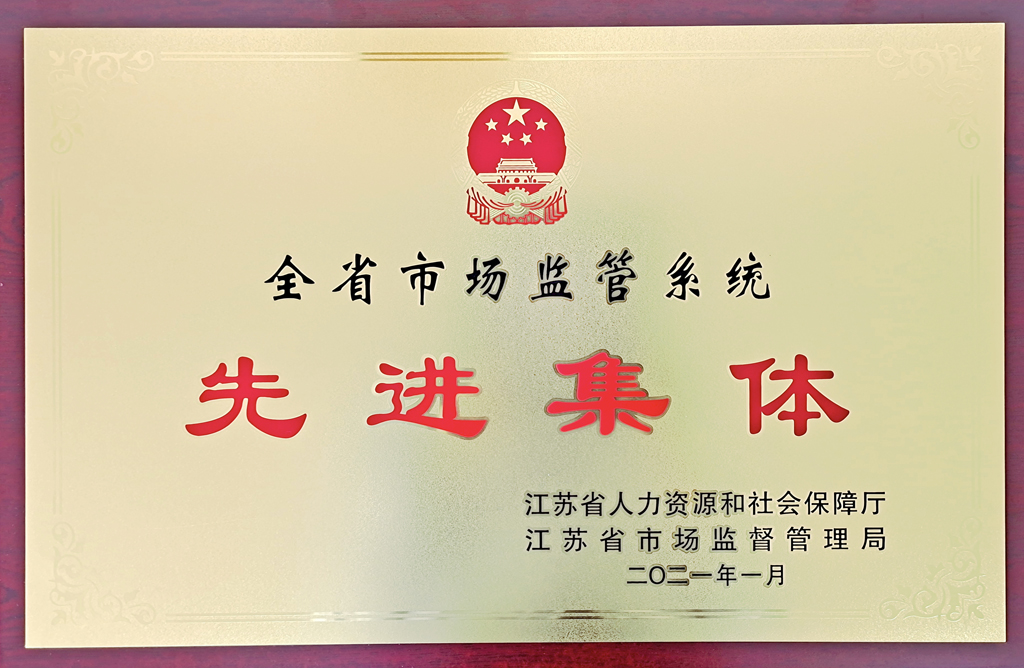 全省市场监管系统
先进集体
江苏省人力资源和社会保障厅
江苏省市场监督管理局
二〇二一年一月